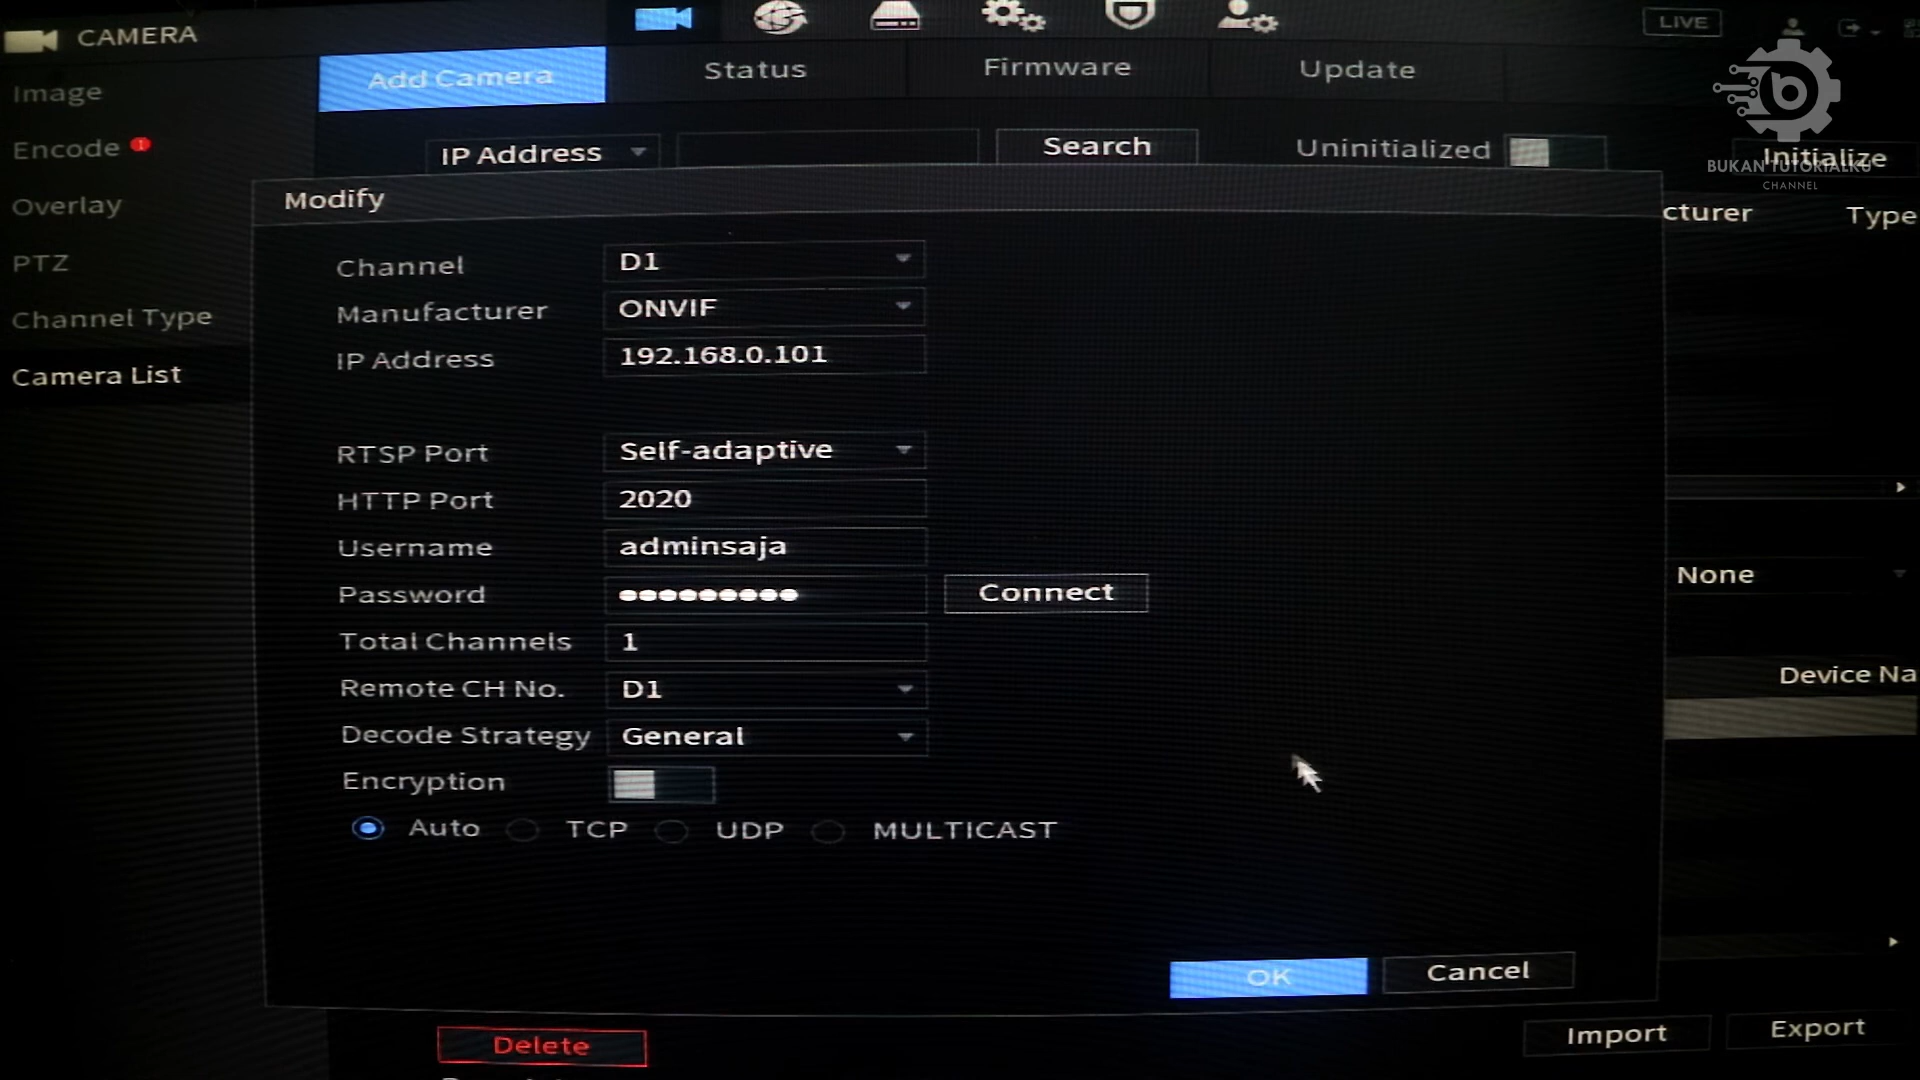 CAMERA
LIVE
Image
Add Camera
Status
Firmware
Update
Encode
IP Address
Search
Uninitialized
Initialize
BUKAN TUTORIALKU
CHANNEL
Overlay
Modify
cturer
Type
PTZ
Channel
D1
Channel Type
Manufacturer
ONVIF
IP Address
192.168.0.101
Camera List
RTSP Port
Self-adaptive
HTTP Port
2020
Username
adminsaja
Password
●●●●●●●●●
Connect
None
Total Channels
1
Remote CH No.
D1
Device Na
Decode Strategy
General
Encryption
Auto
TCP
UDP
MULTICAST
OK
Cancel
Delete
Import
Export